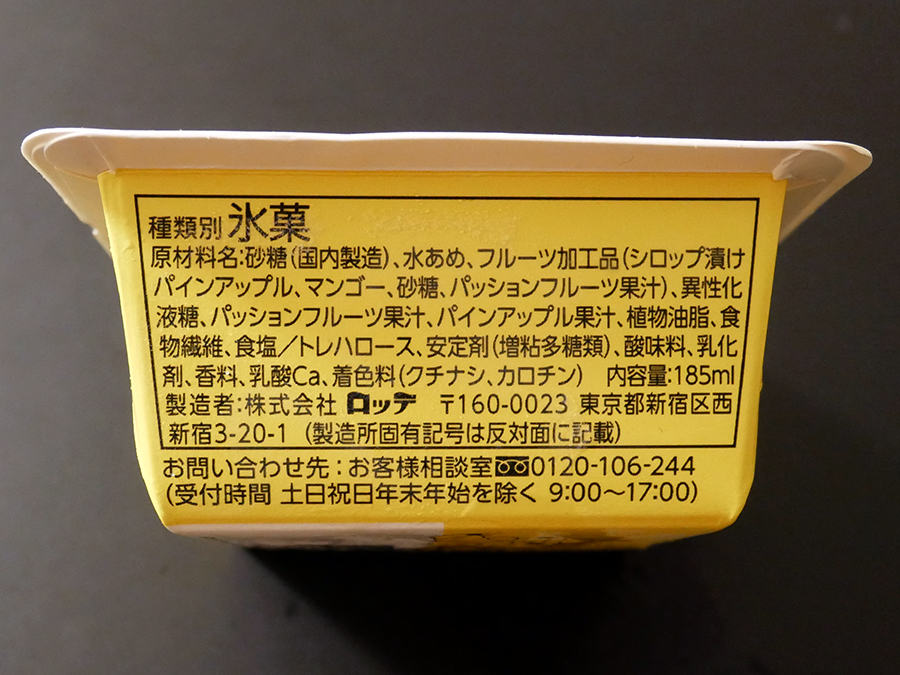 種類別 氷菓
原材料名:砂糖(国内製造)、水あめ、フルーツ加工品(シロップ漬け
パインアップル、マンゴー、砂糖、パッションフルーツ果汁)、異性化
液糖、パッションフルーツ果汁、パインアップル果汁、植物油脂、食
物繊維、食塩/トレハロース、安定剤(増粘多糖類)、酸味料、乳化
剤、香料、乳酸Ca、着色料(クチナシ、カロチン) 内容量:185ml
製造者:株式会社 ロッテ 〒160-0023 東京都新宿区西
新宿3-20-1 (製造所固有記号は反対面に記載)
お問い合わせ先:お客様相談室 0120-106-244
(受付時間 土日祝日年末年始を除く 9:00〜17:00)